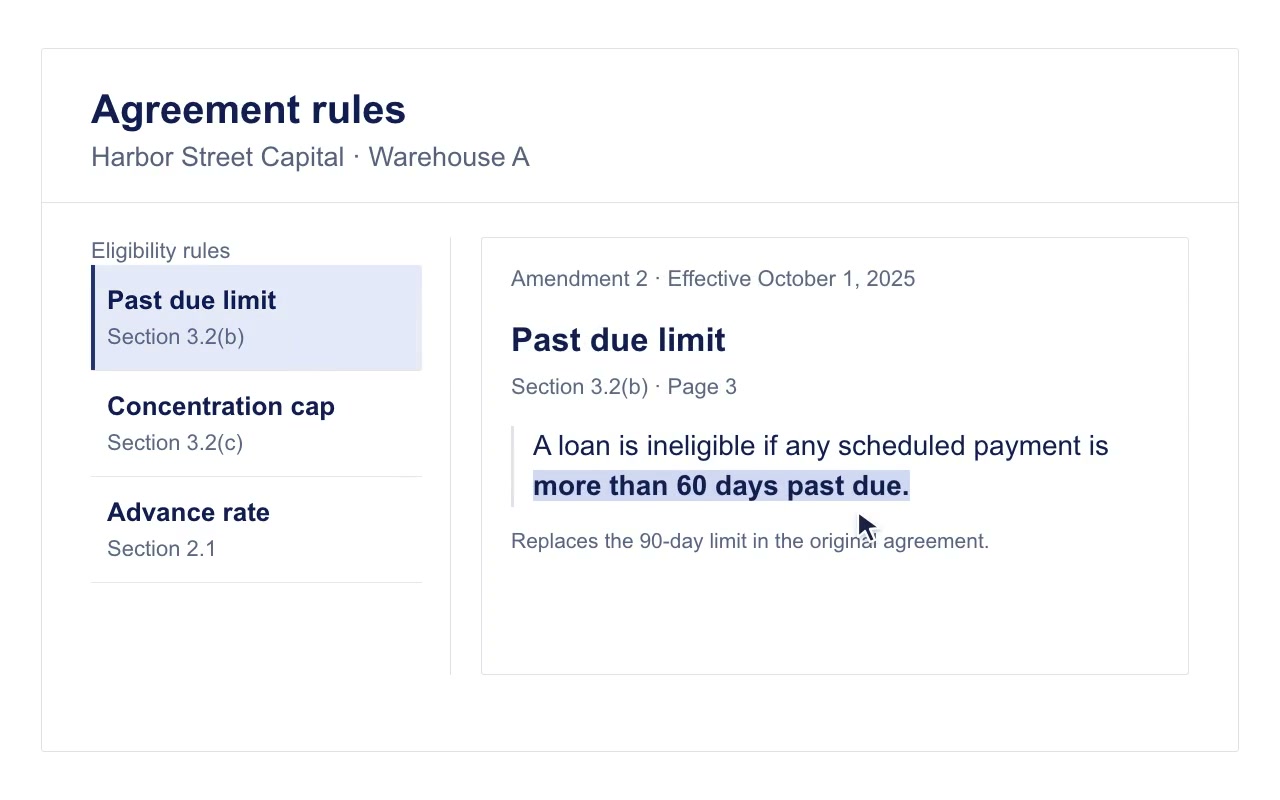 Agreement rules
Harbor Street Capital · Warehouse A
Eligibility rules
Past due limit
Section 3.2(b)
Concentration cap
Section 3.2(c)
Advance rate
Section 2.1
Amendment 2 · Effective October 1, 2025
Past due limit
Section 3.2(b) · Page 3
A loan is ineligible if any scheduled payment is
more than 60 days past due.
Replaces the 90-day limit in the original agreement.